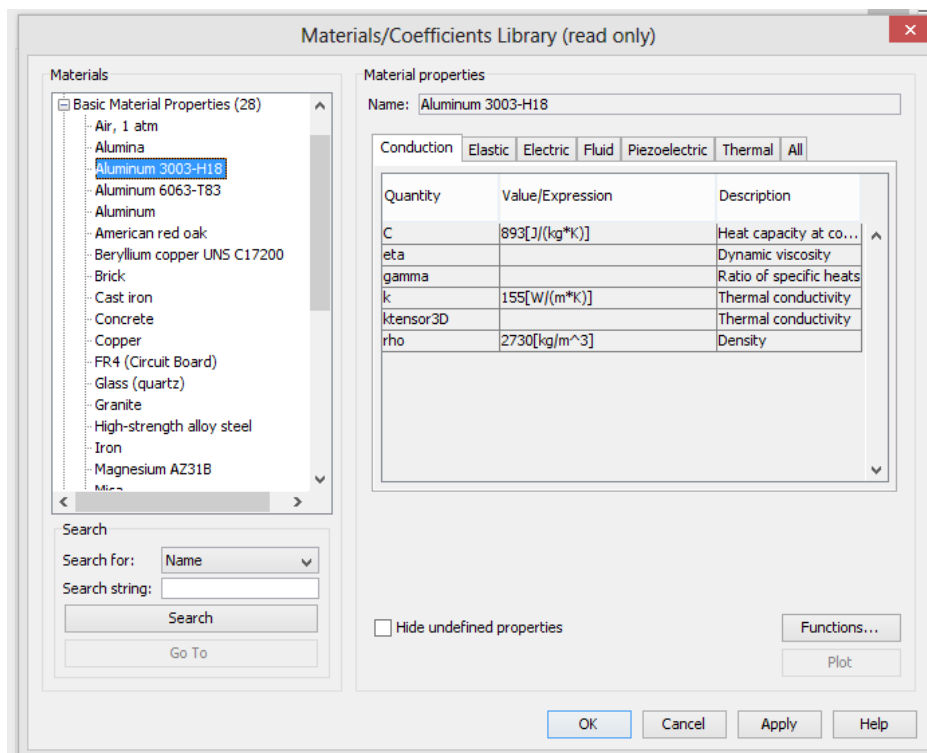 Materials/Coefficients Library (read only)
Materials
Basic Material Properties (28)
Air, 1 atm
Alumina
Aluminum 3003-H18
Aluminum 6063-T83
Aluminum
American red oak
Beryllium copper UNS C17200
Brick
Cast iron
Concrete
Copper
FR4 (Circuit Board)
Glass (quartz)
Granite
High-strength alloy steel
Iron
Magnesium AZ31B
Search
Search for: Name
Search string:
Search
Go To
Material properties
Name: Aluminum 3003-H18
Conduction Elastic Electric Fluid Piezoelectric Thermal All
Quantity Value/Expression Description
C 893[J/(kg*K)] Heat capacity at co...
eta Dynamic viscosity
gamma Ratio of specific heats
k 155[W/(m*K)] Thermal conductivity
ktensor3D Thermal conductivity
rho 2730[kg/m^3] Density
Hide undefined properties
Functions...
Plot
OK Cancel Apply Help